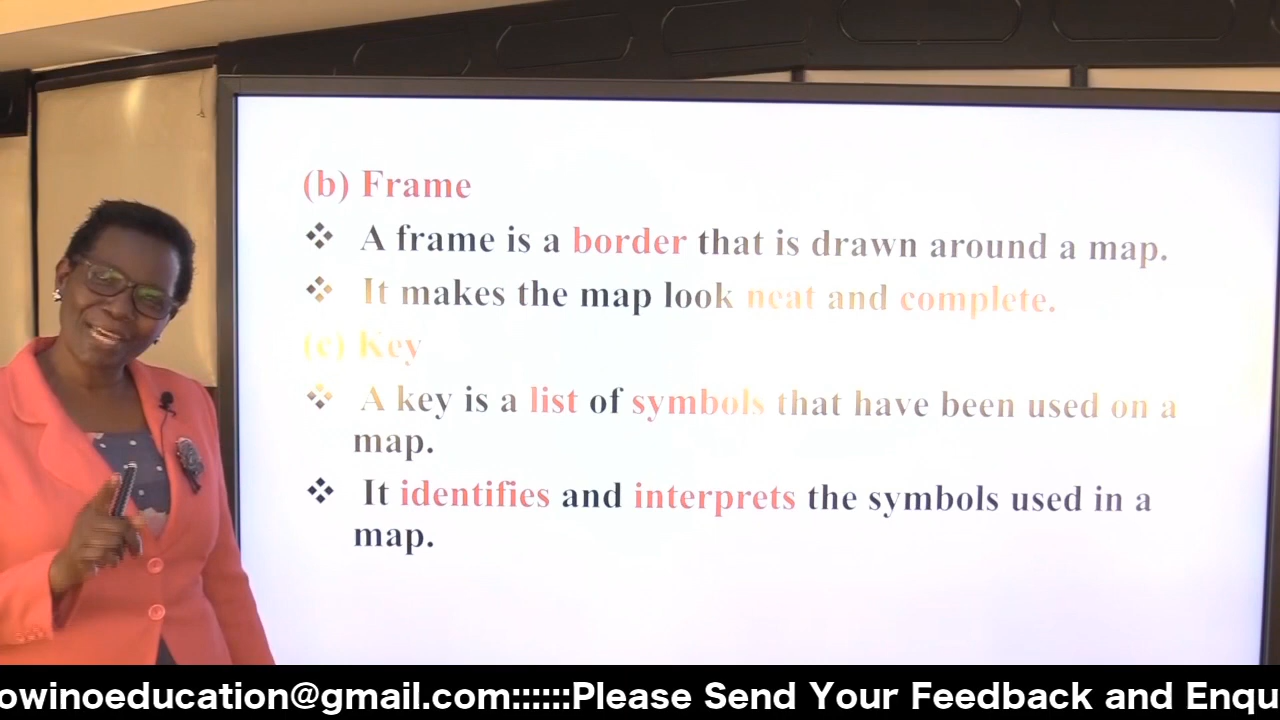 (b) Frame
❖ A frame is a border that is drawn around a map.
❖ It makes the map look neat and complete.
(c) Key
❖ A key is a list of symbols that have been used on a
map.
❖ It identifies and interprets the symbols used in a
map.
owinoeducation@gmail.com::::::Please Send Your Feedback and Enqu